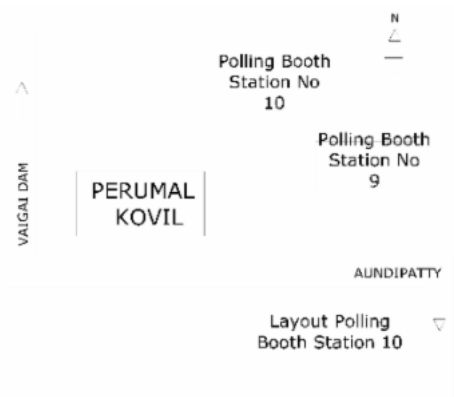 N
Polling Booth
Station No
10
Polling Booth
Station No
9
VAIGAI DAM
PERUMAL
KOVIL
AUNDIPATTY
Layout Polling
Booth Station 10